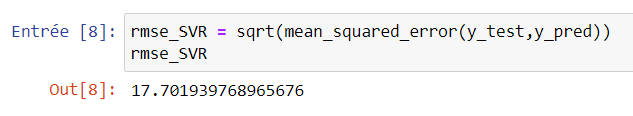 Entrée [8]: rmse_SVR = sqrt(mean_squared_error(y_test,y_pred))
rmse_SVR
Out[8]: 17.701939768965676